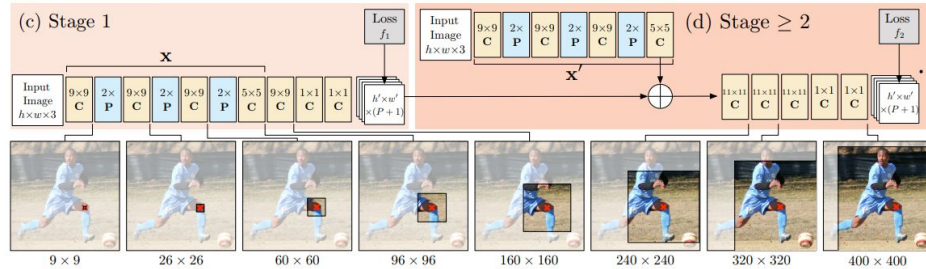 (c) Stage 1
Loss
f₁
X
Input
Image
h×w×3
9×9
C
2×
P
9×9
C
2×
P
9×9
C
2×
P
5×5
C
9×9
C
1×1
C
1×1
C
h′×w′
×(P+1)
(d) Stage ≥ 2
Input
Image
h×w×3
9×9
C
2×
P
9×9
C
2×
P
9×9
C
2×
P
5×5
C
X′
Loss
f₂
11×11
C
11×11
C
11×11
C
1×1
C
1×1
C
h′×w′
×(P+1)
9 × 9
26 × 26
60 × 60
96 × 96
160 × 160
240 × 240
320 × 320
400 × 400